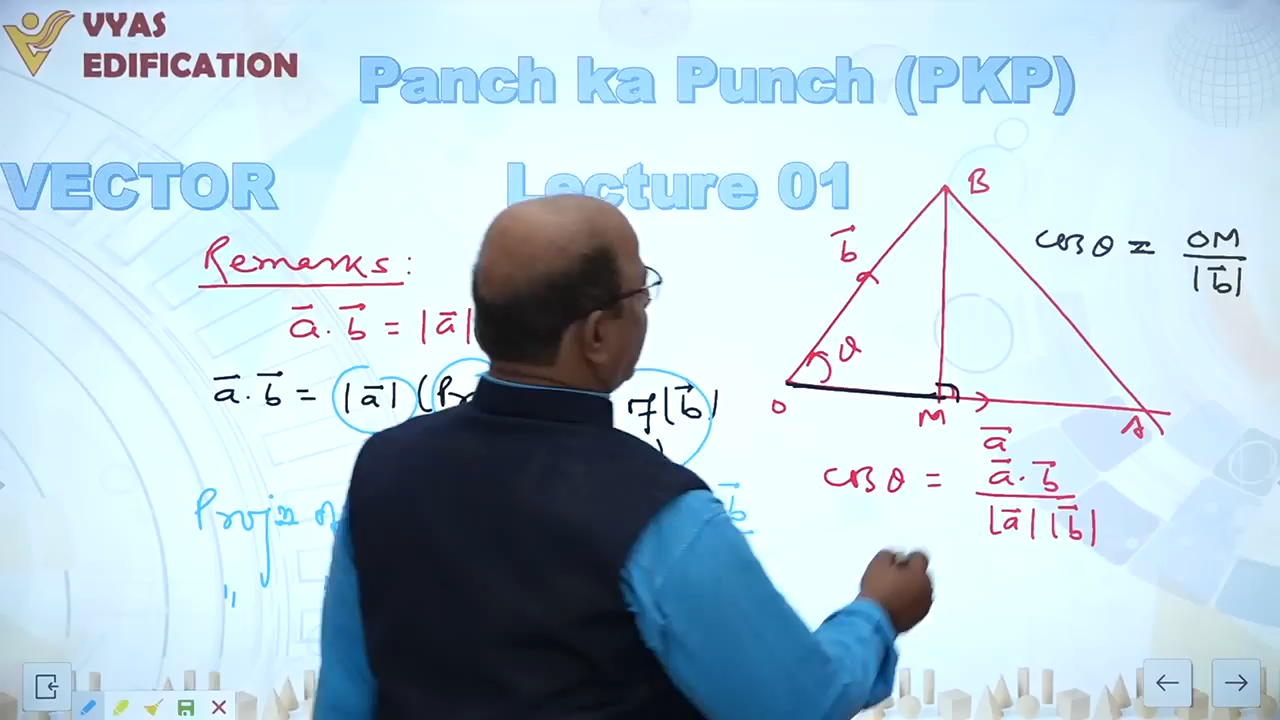 VYAS
EDIFICATION
Panch ka Punch (PKP)
VECTOR Lecture 01
Remarks:
a⃗ . b⃗ = |a⃗|
a⃗ . b⃗ = |a⃗| (
|b⃗|
b⃗
"
B
b⃗
θ
O
M
A
a⃗
cos θ = OM / |b⃗|
cos θ = a⃗ . b⃗ / |a⃗| |b⃗|